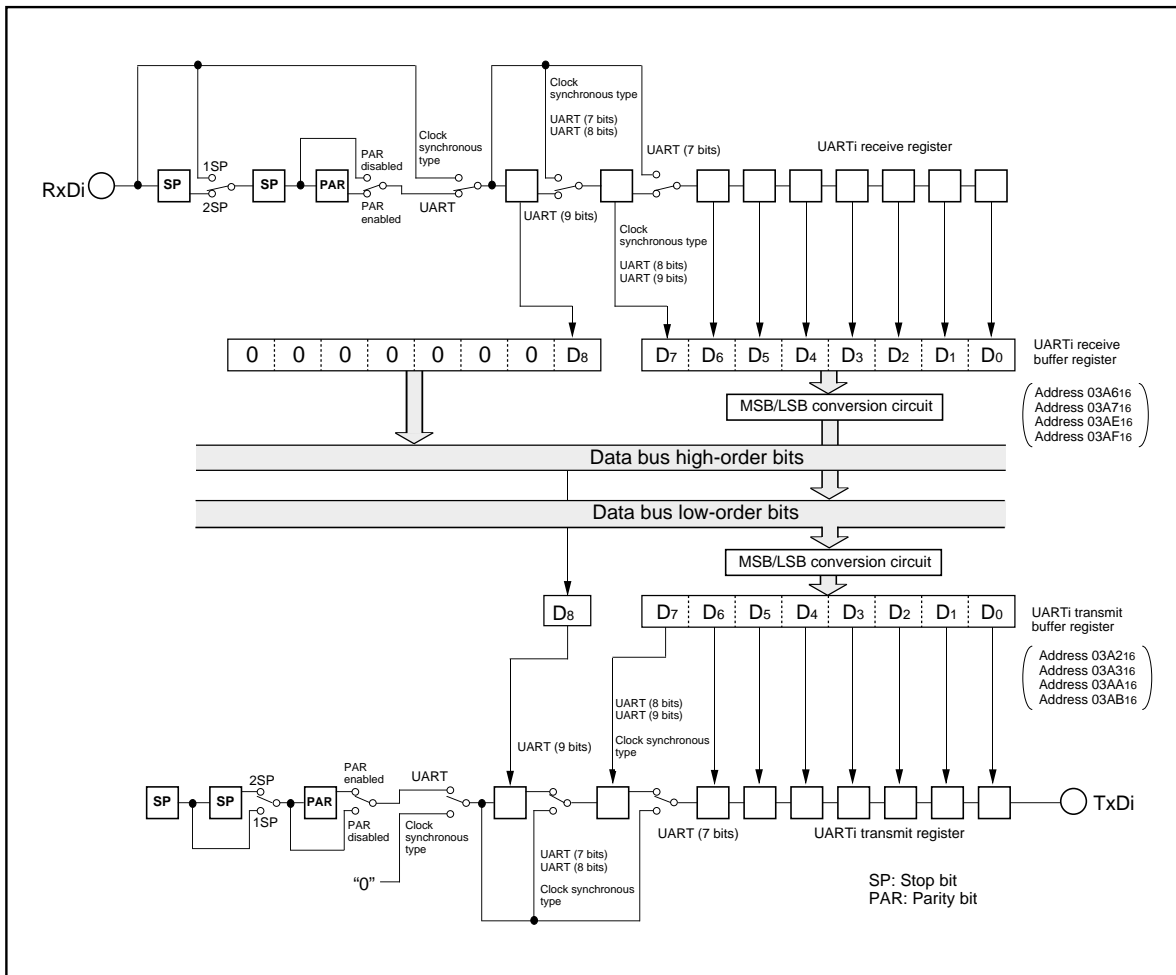 Clock
synchronous type
UART (7 bits)
UART (8 bits)
1SP
PAR
disabled
Clock
synchronous
type
UART (7 bits)
UARTi receive register
RxDi
SP
SP
PAR
2SP
PAR
enabled
UART
UART (9 bits)
Clock
synchronous type
UART (8 bits)
UART (9 bits)
0 0 0 0 0 0 0 D8
D7 D6 D5 D4 D3 D2 D1 D0
UARTi receive
buffer register
MSB/LSB conversion circuit
Address 03A616
Address 03A716
Address 03AE16
Address 03AF16
Data bus high-order bits
Data bus low-order bits
MSB/LSB conversion circuit
D8
D7 D6 D5 D4 D3 D2 D1 D0
UARTi transmit
buffer register
Address 03A216
Address 03A316
Address 03AA16
Address 03AB16
UART (8 bits)
UART (9 bits)
Clock synchronous
type
UART (9 bits)
PAR
enabled
UART
2SP
SP
SP
PAR
TxDi
1SP
PAR
disabled
Clock
synchronous
type
UART (7 bits)
UARTi transmit register
“0”
UART (7 bits)
UART (8 bits)
Clock synchronous
type
SP: Stop bit
PAR: Parity bit